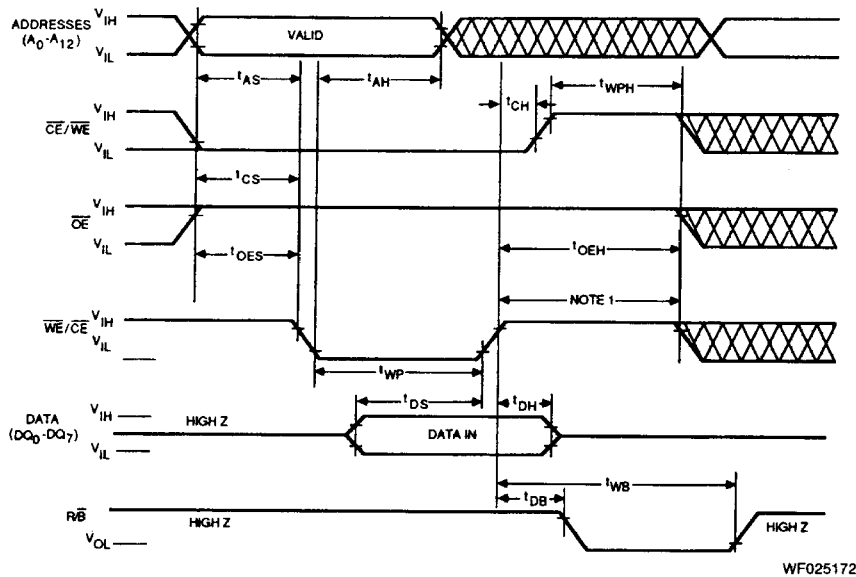 ADDRESSES
(A0-A12)
VIH
VIL
VALID
tAS
tAH
tCH
tWPH
CE/WE
VIH
VIL
tCS
OE
VIH
VIL
tOES
tOEH
NOTE 1
WE/CE
VIH
VIL
tWP
tDS
tDH
DATA
(DQ0-DQ7)
VIH
VIL
HIGH Z
DATA IN
tWB
tDB
R/B
HIGH Z
HIGH Z
VOL
WF025172